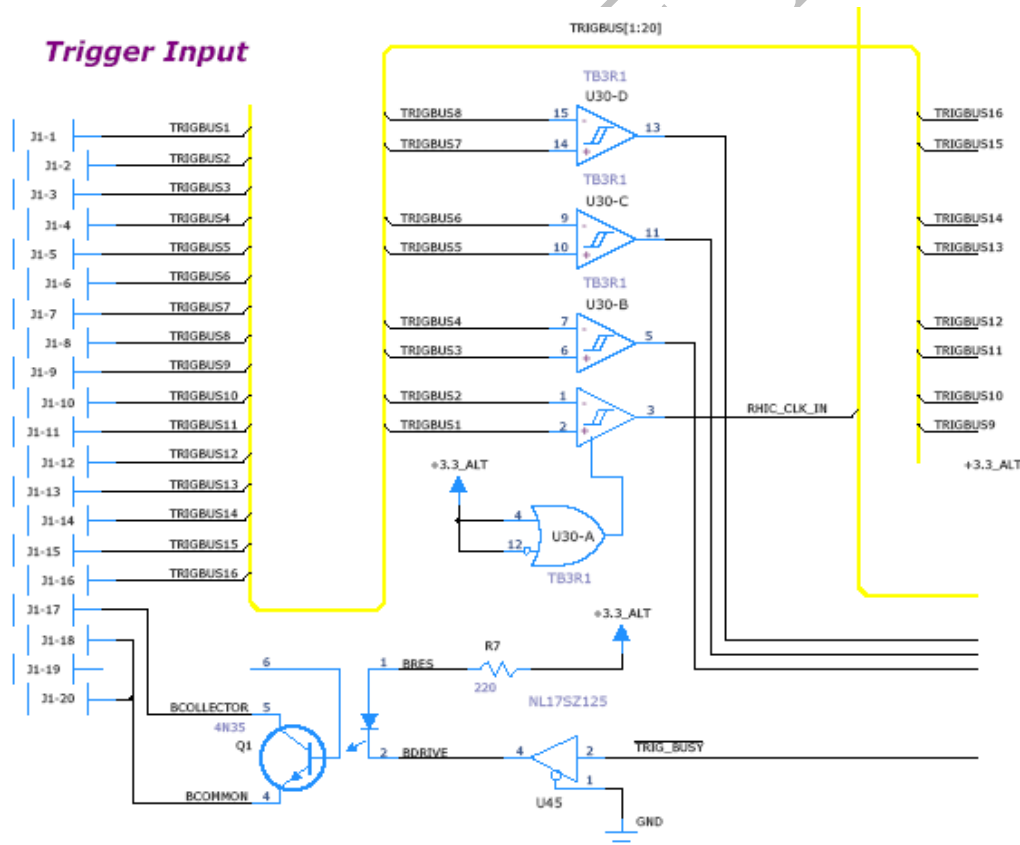 TRIGBUS[1:20]
Trigger Input
J1-1 TRIGBUS1
J1-2 TRIGBUS2
J1-3 TRIGBUS3
J1-4 TRIGBUS4
J1-5 TRIGBUS5
J1-6 TRIGBUS6
J1-7 TRIGBUS7
J1-8 TRIGBUS8
J1-9 TRIGBUS9
J1-10 TRIGBUS10
J1-11 TRIGBUS11
J1-12 TRIGBUS12
J1-13 TRIGBUS13
J1-14 TRIGBUS14
J1-15 TRIGBUS15
J1-16 TRIGBUS16
J1-17
J1-18
J1-19
J1-20
TB3R1
U30-D
TRIGBUS8 15
13
TRIGBUS7 14
TB3R1
U30-C
TRIGBUS6 9
11
TRIGBUS5 10
TB3R1
U30-B
TRIGBUS4 7
5
TRIGBUS3 6
TRIGBUS2 1
3 RHIC_CLK_IN
TRIGBUS1 2
+3.3_ALT
4
U30-A
12
TB3R1
TRIGBUS16
TRIGBUS15
TRIGBUS14
TRIGBUS13
TRIGBUS12
TRIGBUS11
TRIGBUS10
TRIGBUS9
+3.3_ALT
+3.3_ALT
R7
6 1 BRES
220
NL17SZ125
BCOLLECTOR 5
4N35
Q1
2 BDRIVE 4 2 TRIG_BUSY
1
BCOMMON 4
U45
GND